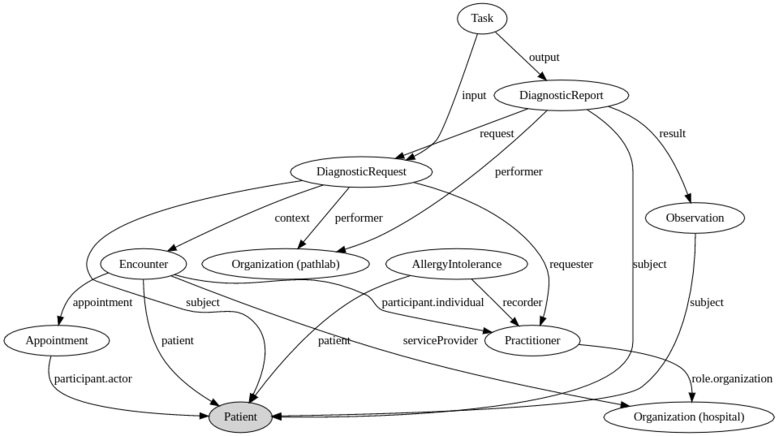 Task
output
input
DiagnosticReport
request
result
DiagnosticRequest
performer
Observation
context
performer
Encounter
Organization (pathlab)
AllergyIntolerance
requester
subject
appointment
subject
participant.individual
recorder
subject
Appointment
patient
patient
serviceProvider
Practitioner
participant.actor
role.organization
Patient
Organization (hospital)